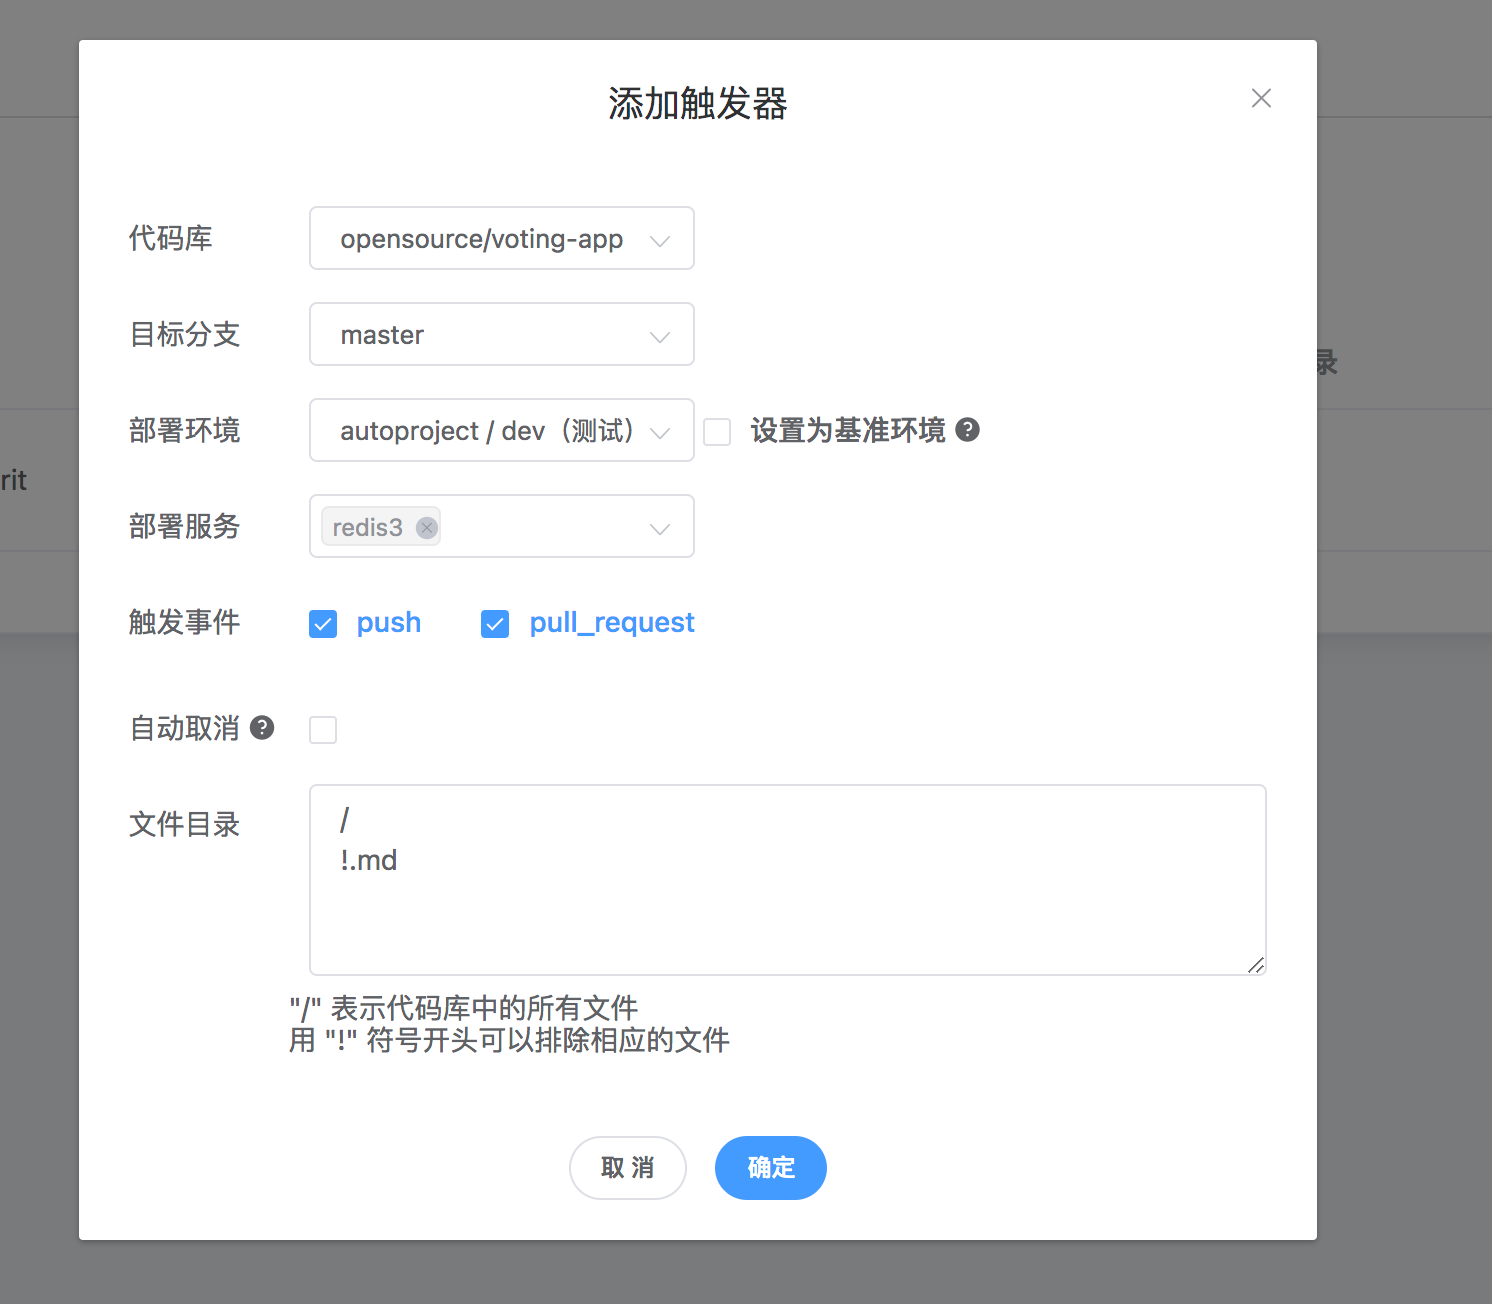 添加触发器
代码库 opensource/voting-app
目标分支 master
录
部署环境 autoproject / dev（测试） 设置为基准环境
rit
部署服务 redis3
触发事件 push pull_request
自动取消
文件目录 /
!.md
"/" 表示代码库中的所有文件
用 "!" 符号开头可以排除相应的文件
取 消 确定